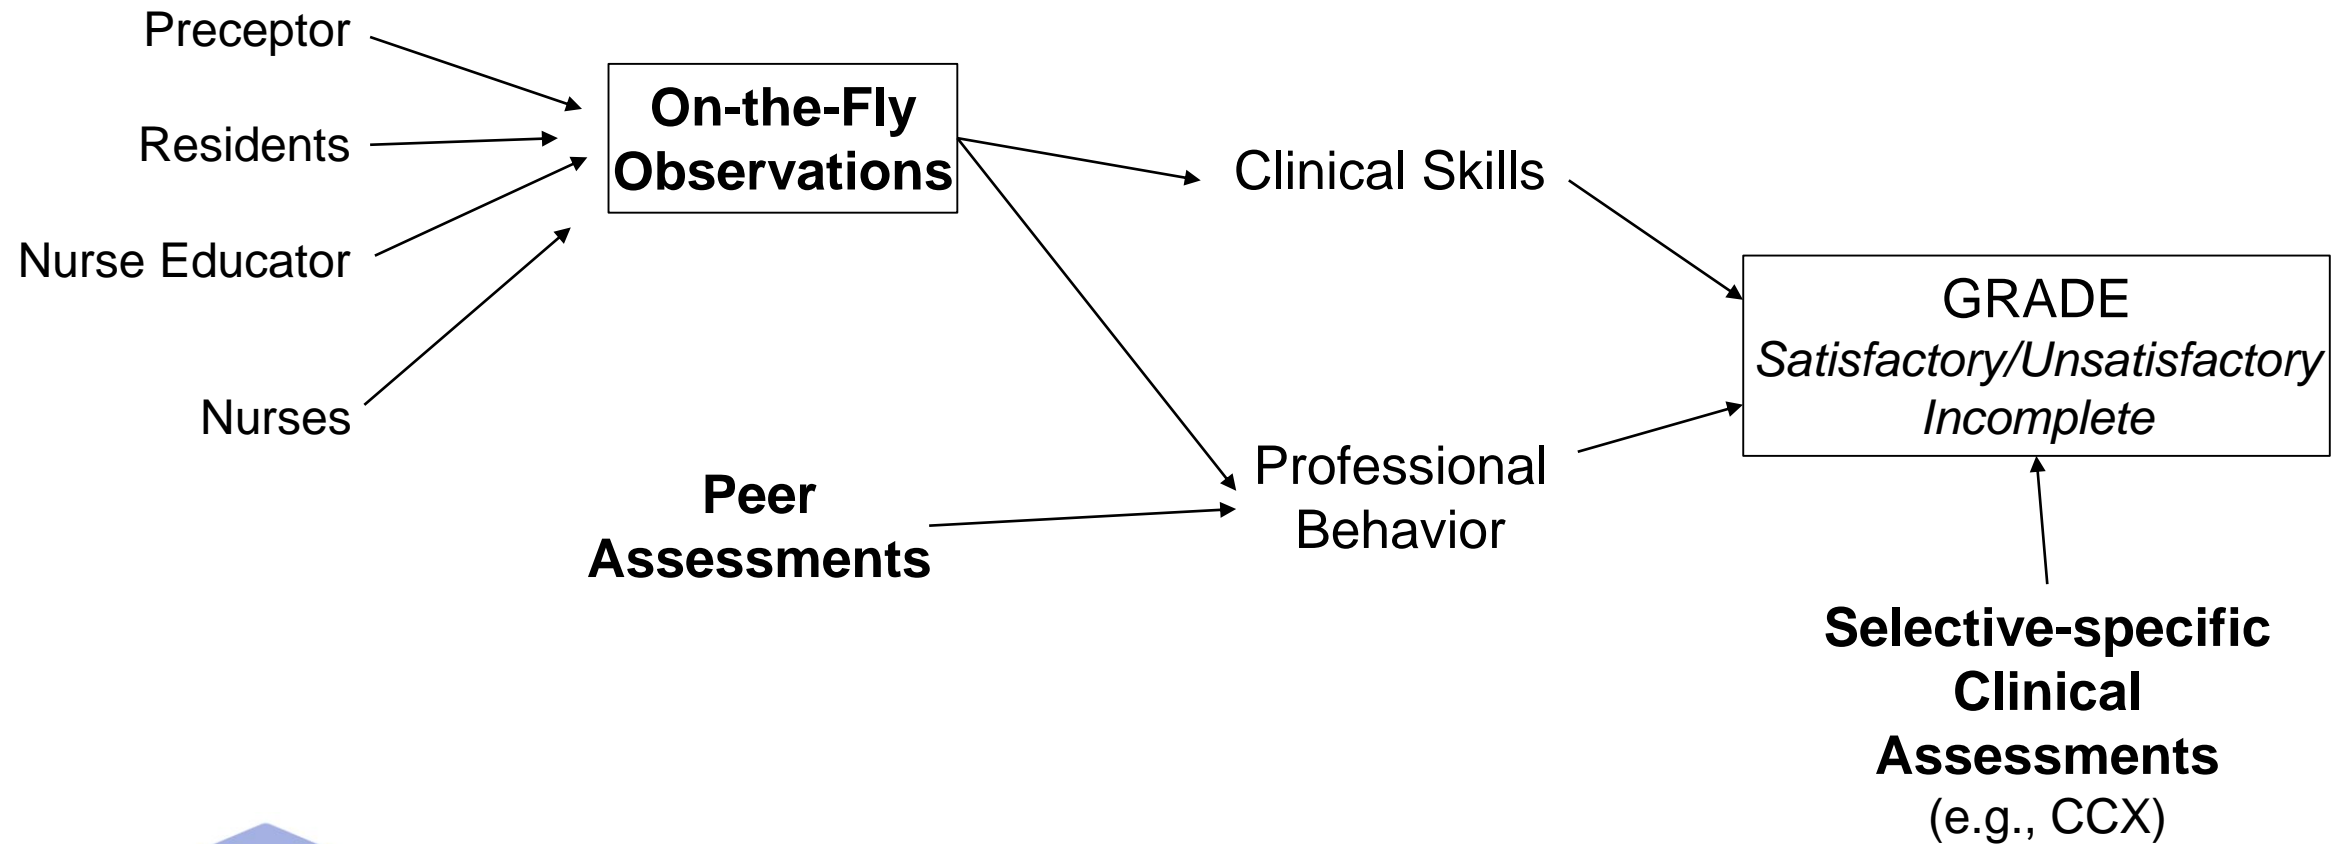 Preceptor
Residents
Nurse Educator
Nurses
On-the-Fly
Observations
Peer
Assessments
Clinical Skills
Professional
Behavior
GRADE
Satisfactory/Unsatisfactory
Incomplete
Selective-specific
Clinical
Assessments
(e.g., CCX)